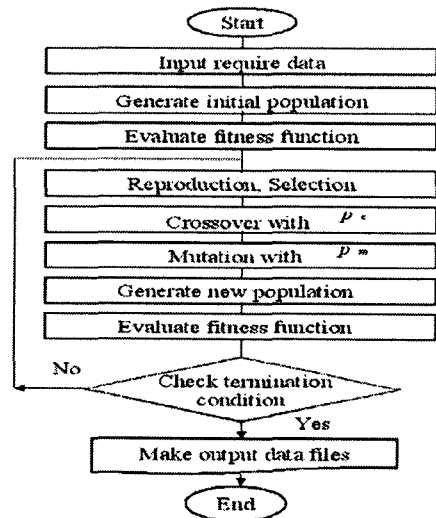 Start
Input require data
Generate initial population
Evaluate fitness function
Reproduction, Selection
Crossover with p c
Mutation with p m
Generate new population
Evaluate fitness function
No
Check termination
condition
Yes
Make output data files
End